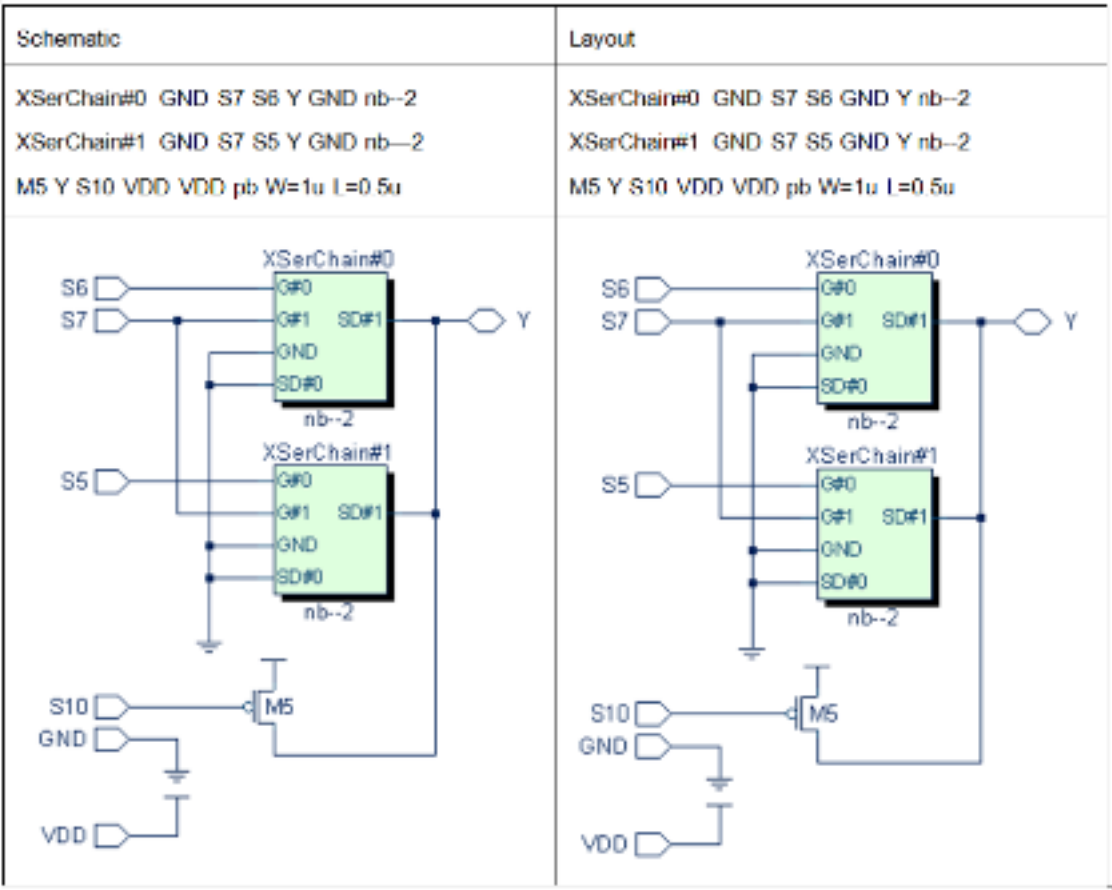 Schematic
Layout
XSerChain#0 GND S7 S6 Y GND nb--2
XSerChain#1 GND S7 S5 Y GND nb--2
M5 Y S10 VDD VDD pb W=1u L=0.5u
XSerChain#0 GND S7 S6 GND Y nb--2
XSerChain#1 GND S7 S5 GND Y nb--2
M5 Y S10 VDD VDD pb W=1u L=0.5u
XSerChain#0
S6
G#0
S7
G#1
SD#1
Y
GND
SD#0
nb--2
XSerChain#1
S5
G#0
G#1
SD#1
GND
SD#0
nb--2
S10
M5
GND
VDD
XSerChain#0
S6
G#0
S7
G#1
SD#1
Y
GND
SD#0
nb--2
XSerChain#1
S5
G#0
G#1
SD#1
GND
SD#0
nb--2
S10
M5
GND
VDD